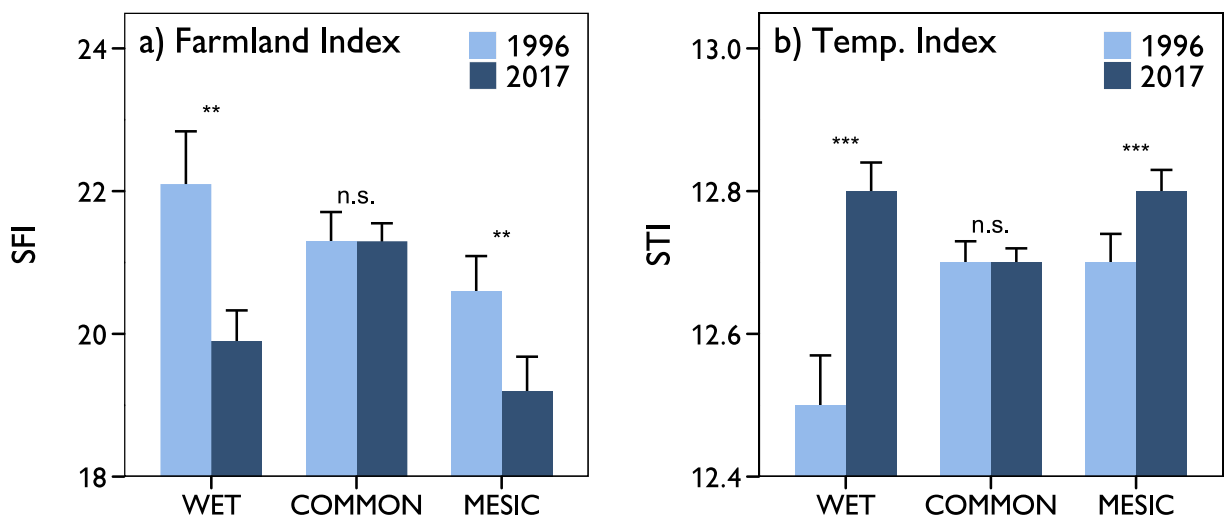 a) Farmland Index
1996
2017
SFI
24
22
20
18
**
n.s.
**
WET COMMON MESIC
b) Temp. Index
1996
2017
STI
13.0
12.8
12.6
12.4
***
n.s.
***
WET COMMON MESIC